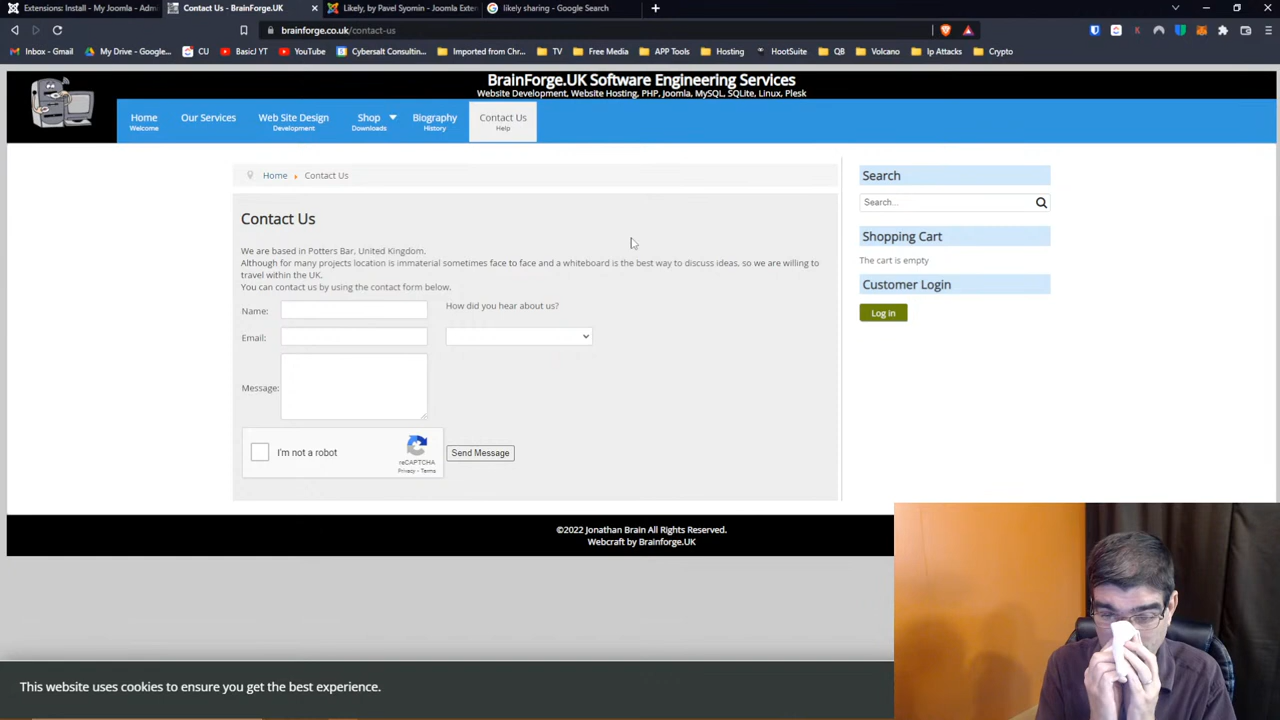 Extensions: Install - My Joomla - Adm
Contact Us - BrainForge.UK
Likely, by Pavel Syomin - Joomla Exten
likely sharing - Google Search
brainforge.co.uk/contact-us
Inbox - Gmail
My Drive - Google...
CU
BasicJ YT
YouTube
Cybersalt Consultin...
Imported from Chr...
TV
Free Media
APP Tools
Hosting
HootSuite
QB
Volcano
Ip Attacks
Crypto
BrainForge.UK Software Engineering Services
Website Development, Website Hosting, PHP, Joomla, MySQL, SQLite, Linux, Plesk
Home
Welcome
Our Services
Web Site Design
Development
Shop
Downloads
Biography
History
Contact Us
Help
Home
Contact Us
Contact Us
We are based in Potters Bar, United Kingdom.
Although for many projects location is immaterial sometimes face to face and a whiteboard is the best way to discuss ideas, so we are willing to
travel within the UK.
You can contact us by using the contact form below.
Name:
How did you hear about us?
Email:
Message:
I'm not a robot
reCAPTCHA
Privacy - Terms
Send Message
Search
Search...
Shopping Cart
The cart is empty
Customer Login
Log in
©2022 Jonathan Brain All Rights Reserved.
Webcraft by Brainforge.UK
This website uses cookies to ensure you get the best experience.